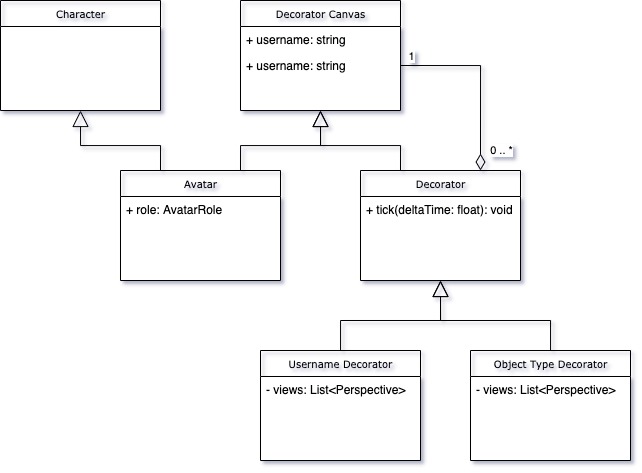 Character
Decorator Canvas
+ username: string
+ username: string
1
0 .. *
Avatar
+ role: AvatarRole
Decorator
+ tick(deltaTime: float): void
Username Decorator
- views: List<Perspective>
Object Type Decorator
- views: List<Perspective>